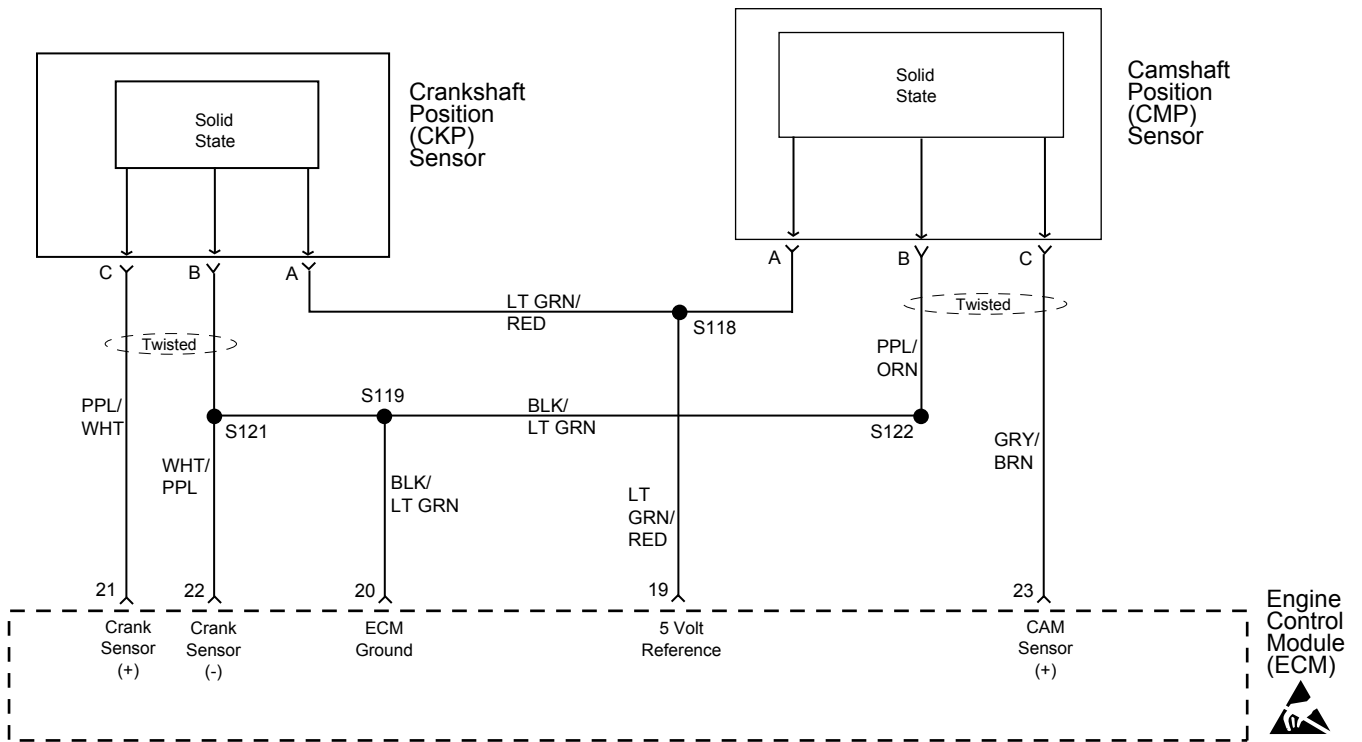 Solid
State
Crankshaft
Position
(CKP)
Sensor
Solid
State
Camshaft
Position
(CMP)
Sensor
C
B
A
A
B
C
Twisted
LT GRN/
RED
S118
Twisted
PPL/
ORN
PPL/
WHT
S121
S119
BLK/
LT GRN
S122
WHT/
PPL
BLK/
LT GRN
LT
GRN/
RED
GRY/
BRN
21
22
20
19
23
Crank
Sensor
(+)
Crank
Sensor
(-)
ECM
Ground
5 Volt
Reference
CAM
Sensor
(+)
Engine
Control
Module
(ECM)